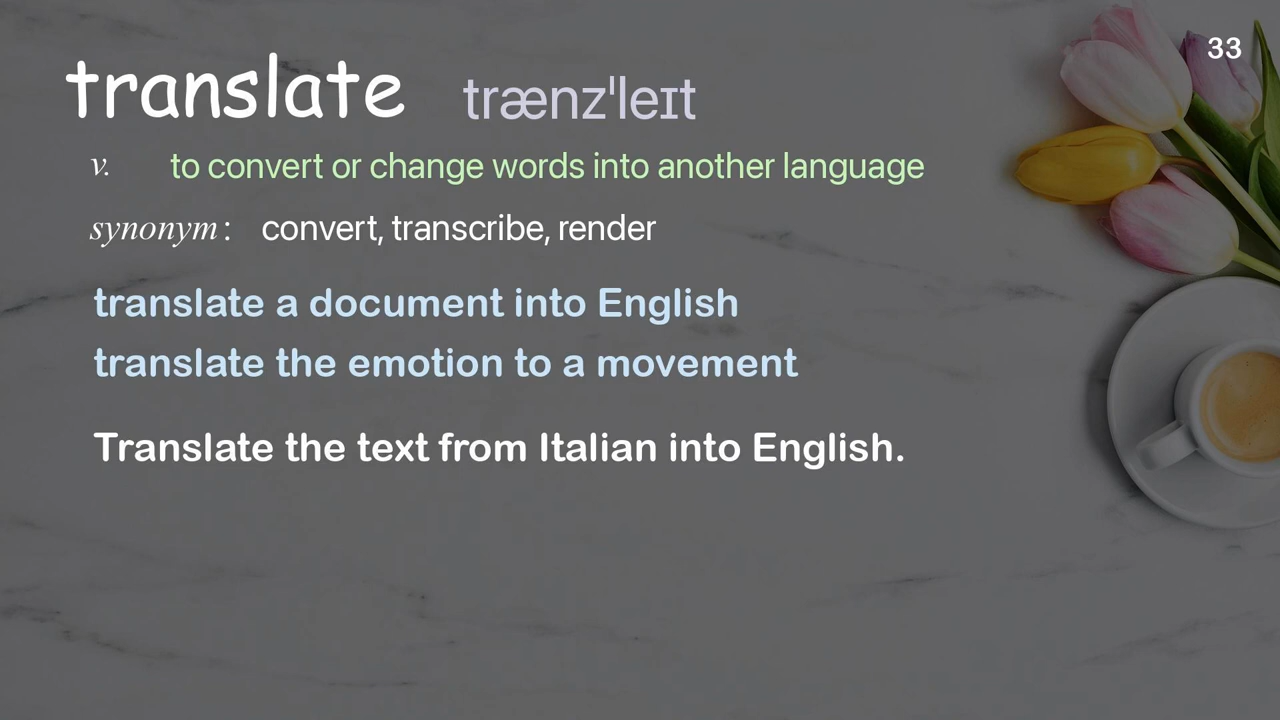 33
translate trænz'leɪt
v. to convert or change words into another language
synonym: convert, transcribe, render
translate a document into English
translate the emotion to a movement
Translate the text from Italian into English.